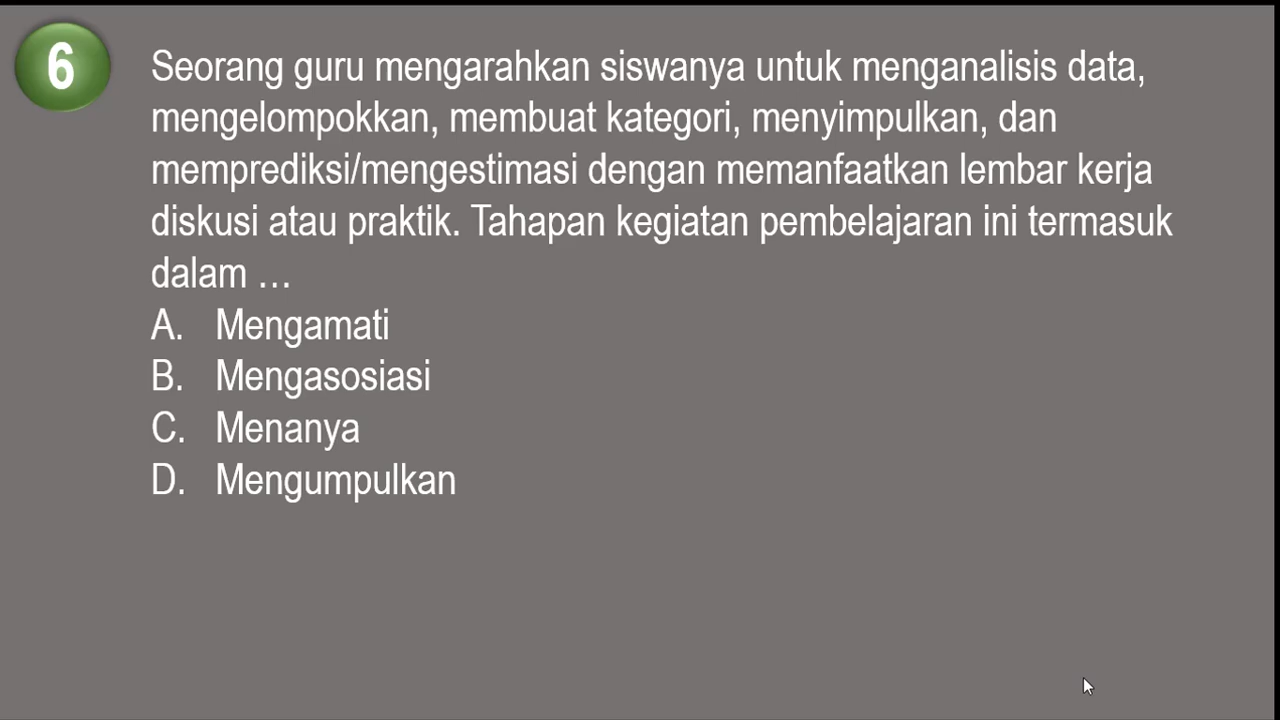 6
Seorang guru mengarahkan siswanya untuk menganalisis data,
mengelompokkan, membuat kategori, menyimpulkan, dan
memprediksi/mengestimasi dengan memanfaatkan lembar kerja
diskusi atau praktik. Tahapan kegiatan pembelajaran ini termasuk
dalam …
A. Mengamati
B. Mengasosiasi
C. Menanya
D. Mengumpulkan